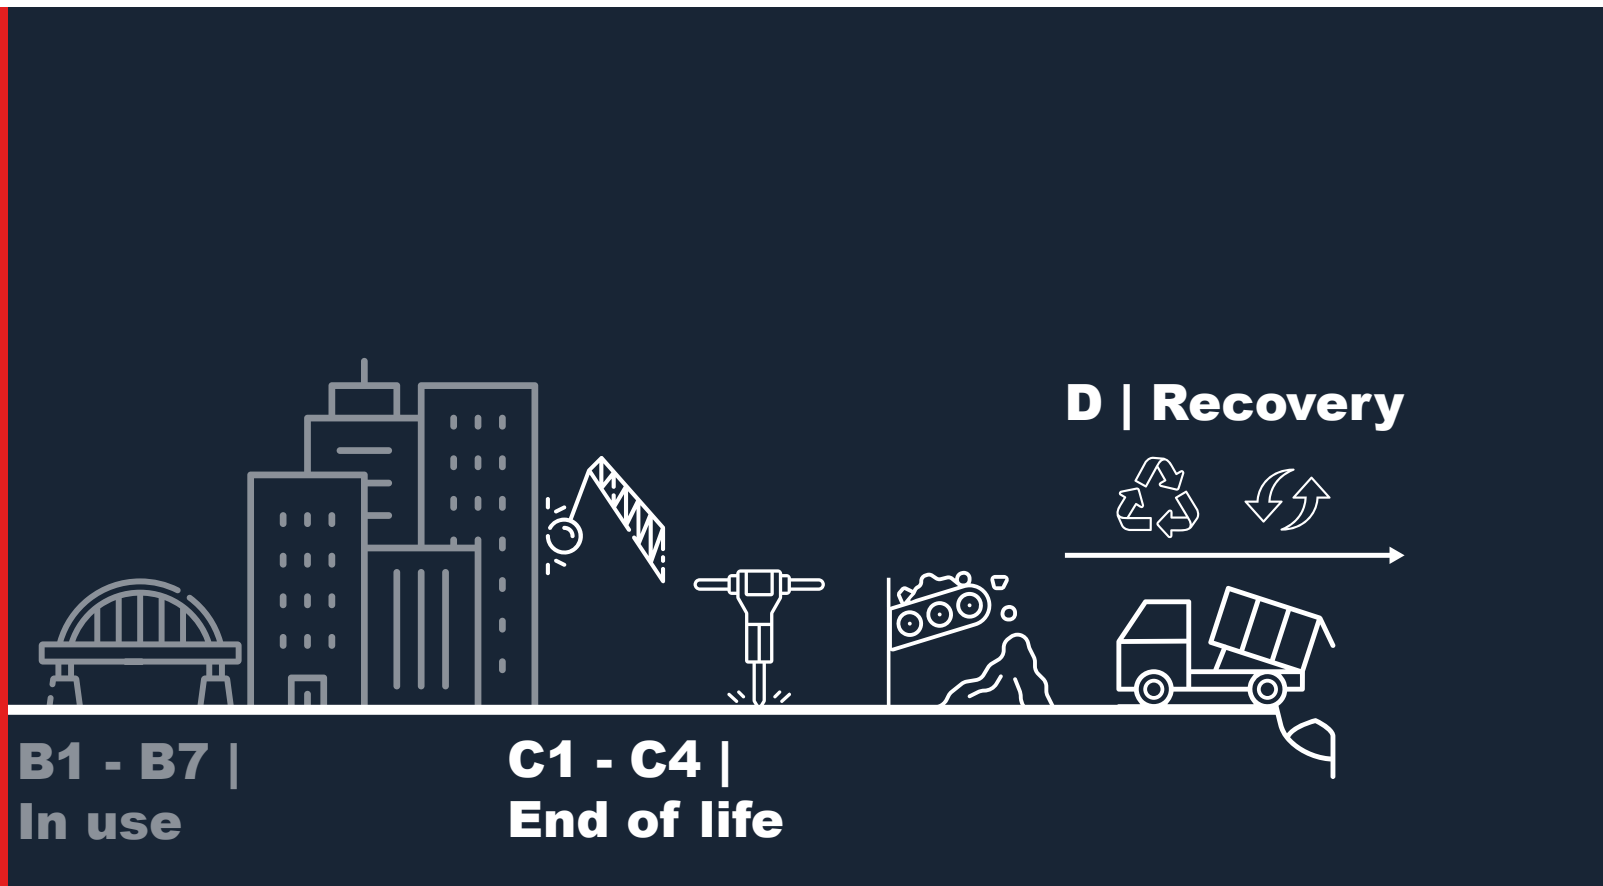 D | Recovery
B1 - B7 |
In use
C1 - C4 |
End of life